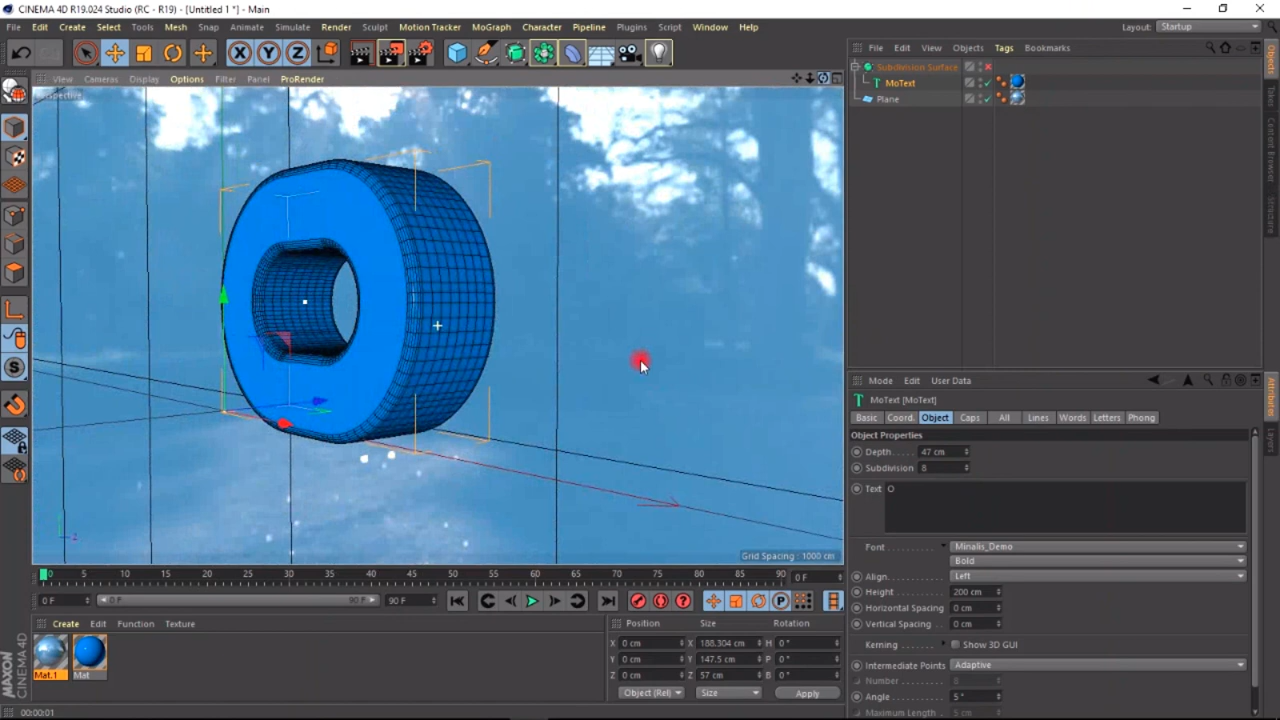 CINEMA 4D R19.024 Studio (RC - R19) - [Untitled 1 *] - Main
File Edit Create Select Tools Mesh Snap Animate Simulate Render Sculpt Motion Tracker MoGraph Character Pipeline Plugins Script Window Help
Layout: Startup
File Edit View Objects Tags Bookmarks
View Cameras Display Options Filter Panel ProRender
Subdivision Surface
MoText
Plane
Perspective
X Y Z
Objects
Takes
Content Browser
Structure
Attributes
Layers
Mode Edit User Data
MoText [MoText]
Basic Coord. Object Caps All Lines Words Letters Phong
Object Properties
Depth . . . . . 47 cm
Subdivision . 8
Text O
Font . . . . . . . . Minalis_Demo
Bold
Align. . . . . . . . . Left
Height . . . . . . . 200 cm
Horizontal Spacing 0 cm
Vertical Spacing . . 0 cm
Kerning . . . . . . Show 3D GUI
Intermediate Points Adaptive
Number. . . . . . . . 8
Angle . . . . . . . . . 5 °
Maximum Length . 5 cm
Grid Spacing : 1000 cm
0 5 10 15 20 25 30 35 40 45 50 55 60 65 70 75 80 85 90 0 F
0 F 0 F 90 F 90 F
Create Edit Function Texture
Mat.1 Mat
Position Size Rotation
X 0 cm X 188.304 cm H 0 °
Y 0 cm Y 147.5 cm P 0 °
Z 0 cm Z 57 cm B 0 °
Object (Rel) Size Apply
MAXON
CINEMA 4D
00:00:01